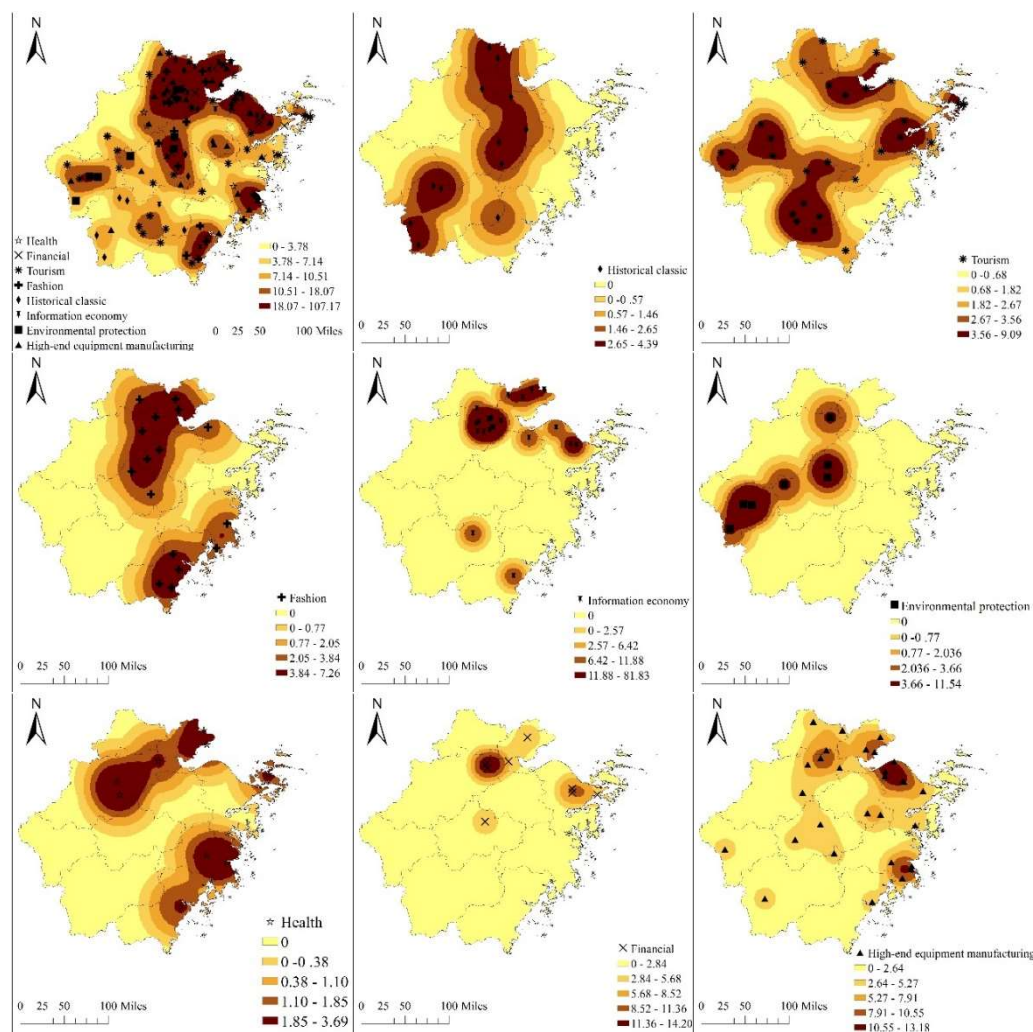 N
Health
Financial
Tourism
Fashion
Historical classic
Information economy
Environmental protection
High-end equipment manufacturing
0 - 3.78
3.78 - 7.14
7.14 - 10.51
10.51 - 18.07
18.07 - 107.17
0 25 50 100 Miles
N
Historical classic
0
0 -0.57
0.57 - 1.46
1.46 - 2.65
2.65 - 4.39
0 25 50 100 Miles
N
Tourism
0 -0.68
0.68 - 1.82
1.82 - 2.67
2.67 - 3.56
3.56 - 9.09
0 25 50 100 Miles
N
Fashion
0
0 - 0.77
0.77 - 2.05
2.05 - 3.84
3.84 - 7.26
0 25 50 100 Miles
N
Information economy
0
0 - 2.57
2.57 - 6.42
6.42 - 11.88
11.88 - 81.83
0 25 50 100 Miles
N
Environmental protection
0
0 -0.77
0.77 - 2.036
2.036 - 3.66
3.66 - 11.54
0 25 50 100 Miles
N
Health
0
0 -0.38
0.38 - 1.10
1.10 - 1.85
1.85 - 3.69
0 25 50 100 Miles
N
Financial
0 - 2.84
2.84 - 5.68
5.68 - 8.52
8.52 - 11.36
11.36 - 14.20
0 25 50 100 Miles
N
High-end equipment manufacturing
0 - 2.64
2.64 - 5.27
5.27 - 7.91
7.91 - 10.55
10.55 - 13.18
0 25 50 100 Miles